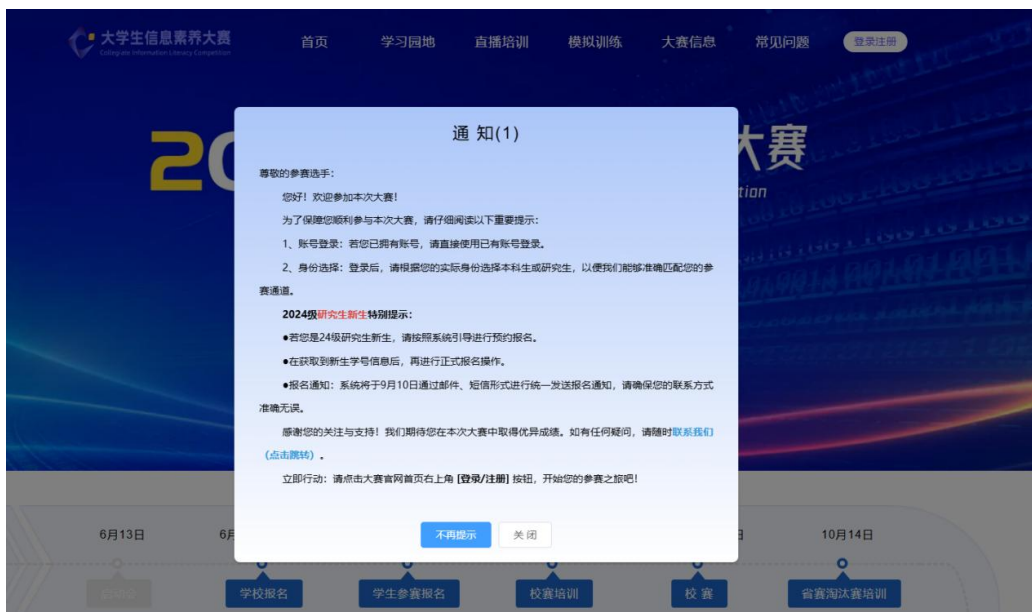 大学生信息素养大赛
Collegiate Information Literacy Competition
首页 学习园地 直播培训 模拟训练 大赛信息 常见问题 登录注册
大赛
tion
通 知(1)
尊敬的参赛选手：
您好！欢迎参加本次大赛！
为了保障您顺利参与本次大赛，请仔细阅读以下重要提示：
1、账号登录：若您已拥有账号，请直接使用已有账号登录。
2、身份选择：登录后，请根据您的实际身份选择本科生或研究生，以便我们能够准确匹配您的参
赛通道。
2024级研究生新生特别提示：
●若您是24级研究生新生，请按照系统引导进行预约报名。
●在获取到新生学号信息后，再进行正式报名操作。
●报名通知：系统将于9月10日通过邮件、短信形式进行统一发送报名通知，请确保您的联系方式
准确无误。
感谢您的关注与支持！我们期待您在本次大赛中取得优异成绩。如有任何疑问，请随时联系我们
（点击跳转）.
立即行动：请点击大赛官网首页右上角 [登录/注册] 按钮，开始您的参赛之旅吧！
不再提示 关闭
6月13日 10月14日
启动会 学校报名 学生参赛报名 校赛培训 校 赛 省赛淘汰赛培训